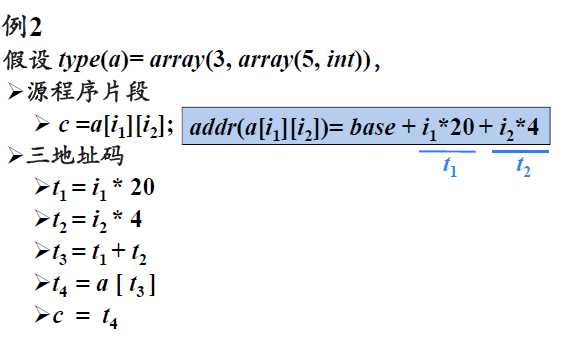 例2
假设 type(a)= array(3, array(5, int)),
➢源程序片段
➢ c =a[i₁][i₂]; addr(a[i₁][i₂])= base + i₁*20 + i₂*4
t₁ t₂
➢三地址码
➢t₁ = i₁ * 20
➢t₂ = i₂ * 4
➢t₃ = t₁ + t₂
➢t₄ = a [ t₃ ]
➢c = t₄